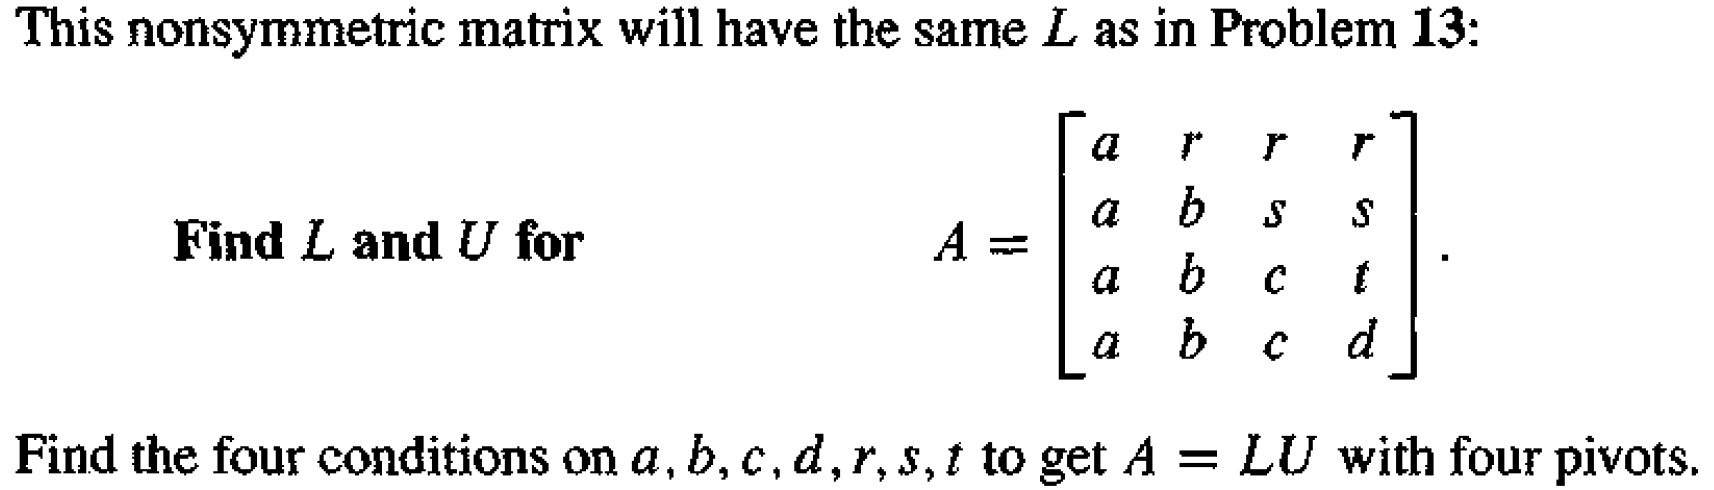 This nonsymmetric matrix will have the same L as in Problem 13:
a r r r
a b s s
Find L and U for A = .
a b c t
a b c d
Find the four conditions on a, b, c, d, r, s, t to get A = LU with four pivots.